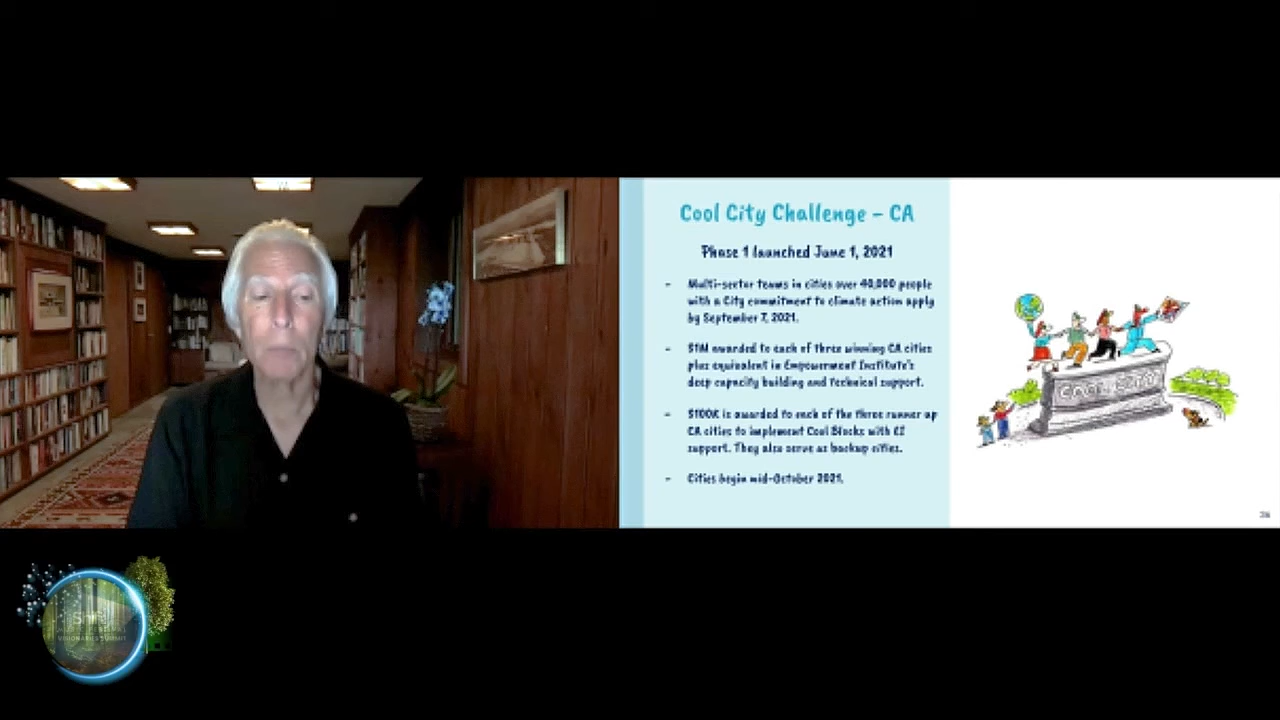 Cool City Challenge – CA
Phase 1 launched June 1, 2021
- Multi-sector teams in cities over 40,000 people
with a City commitment to climate action apply
by September 7, 2021.
- $1M awarded to each of three winning CA cities
plus equivalent in Empowerment Institute's
deep capacity building and technical support.
- $100K is awarded to each of the three runner up
CA cities to implement Cool Blocks with EI
support. They also serve as backup cities.
- Cities begin mid-October 2021.
COOL CITY
VISIONARIES SUMMIT